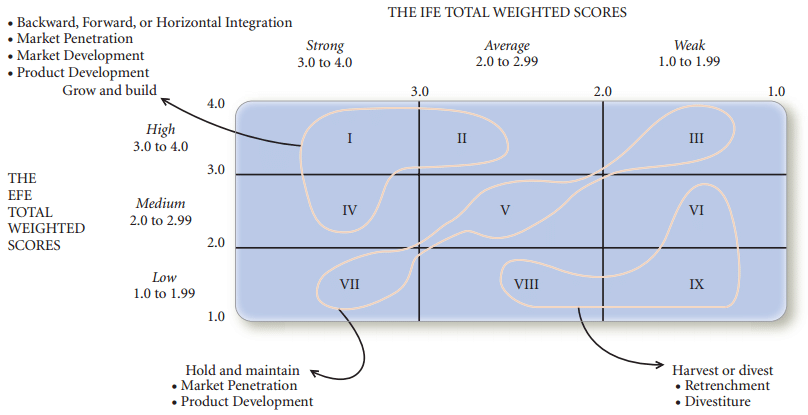 THE IFE TOTAL WEIGHTED SCORES
• Backward, Forward, or Horizontal Integration
• Market Penetration
• Market Development
• Product Development
Grow and build
Strong
3.0 to 4.0
Average
2.0 to 2.99
Weak
1.0 to 1.99
4.0
3.0
2.0
1.0
High
3.0 to 4.0
I
II
III
3.0
THE
EFE
TOTAL
WEIGHTED
SCORES
Medium
2.0 to 2.99
IV
V
VI
2.0
Low
1.0 to 1.99
VII
VIII
IX
1.0
Hold and maintain
• Market Penetration
• Product Development
Harvest or divest
• Retrenchment
• Divestiture